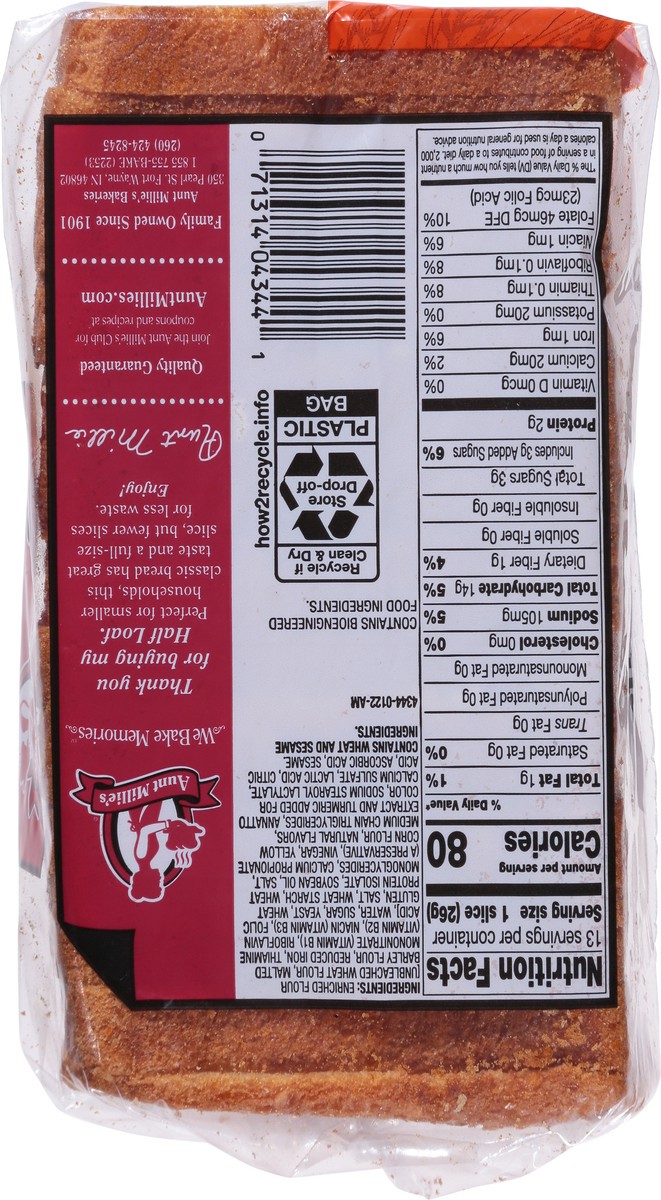 Nutrition Facts
13 servings per container
Serving size 1 slice (26g)
Amount per serving
Calories 80
% Daily Value*
Total Fat 1g 1%
Saturated Fat 0g 0%
Trans Fat 0g
Polyunsaturated Fat 0g
Monounsaturated Fat 0g
Cholesterol 0mg 0%
Sodium 105mg 5%
Total Carbohydrate 14g 5%
Dietary Fiber 1g 4%
Soluble Fiber 0g
Insoluble Fiber 0g
Total Sugars 3g
Includes 3g Added Sugars 6%
Protein 2g
Vitamin D 0mcg 0%
Calcium 20mg 2%
Iron 1mg 6%
Potassium 20mg 0%
Thiamin 0.1mg 8%
Riboflavin 0.1mg 8%
Niacin 1mg 6%
Folate 46mcg DFE 10%
(23mcg Folic Acid)
*The % Daily Value (DV) tells you how much a nutrient
in a serving of food contributes to a daily diet. 2,000
calories a day is used for general nutrition advice.
INGREDIENTS: ENRICHED FLOUR
(UNBLEACHED WHEAT FLOUR, MALTED
BARLEY FLOUR, REDUCED IRON, THIAMINE
MONONITRATE (VITAMIN B1), RIBOFLAVIN
(VITAMIN B2), NIACIN (VITAMIN B3), FOLIC
ACID), WATER, SUGAR, YEAST, WHEAT
GLUTEN, SALT, WHEAT STARCH, WHEAT
PROTEIN ISOLATE, SOYBEAN OIL, SALT,
MONOGLYCERIDES, CALCIUM PROPIONATE
(A PRESERVATIVE), VINEGAR, YELLOW
CORN FLOUR, NATURAL FLAVORS,
MEDIUM CHAIN TRIGLYCERIDES, ANNATTO
EXTRACT AND TURMERIC ADDED FOR
COLOR, SODIUM STEAROYL LACTYLATE,
CALCIUM SULFATE, LACTIC ACID, CITRIC
ACID, ASCORBIC ACID, SESAME
CONTAINS WHEAT AND SESAME
INGREDIENTS.
4344-0122-AM
CONTAINS BIOENGINEERED
FOOD INGREDIENTS.
Recycle if
Clean & Dry
Store
Drop-off
PLASTIC
BAG
how2recycle.info
0 71314 04344 1
Aunt Millie's
We Bake Memories
Thank you
for buying my
Half Loaf.
Perfect for smaller
households, this
classic bread has great
taste and a full-size
slice, but fewer slices
for less waste.
Enjoy!
Aunt Millie
Quality Guaranteed
Join the Aunt Millie's Club for
coupons and recipes at
AuntMillies.com
Family Owned Since 1901
Aunt Millie's Bakeries
350 Pearl St. Fort Wayne, IN 46802
1 855 755-BAKE (2253)
(260) 424-8245